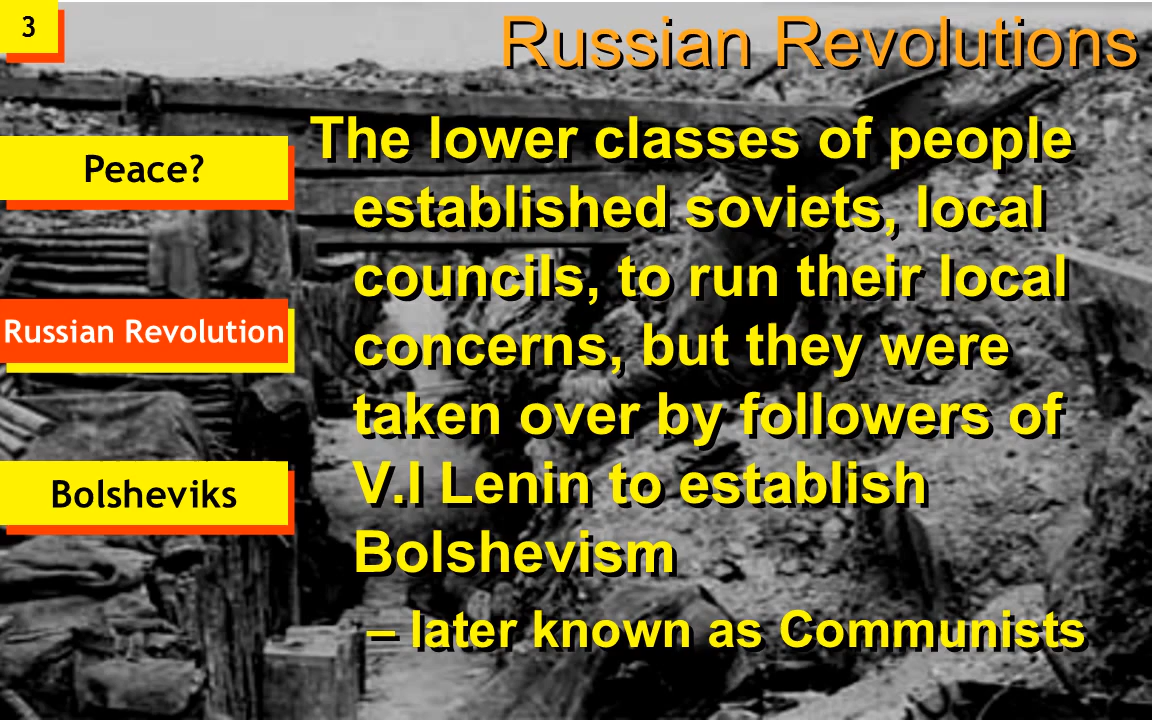 3
Russian Revolutions
Peace?
Russian Revolution
Bolsheviks
The lower classes of people
established soviets, local
councils, to run their local
concerns, but they were
taken over by followers of
V.I Lenin to establish
Bolshevism
– later known as Communists